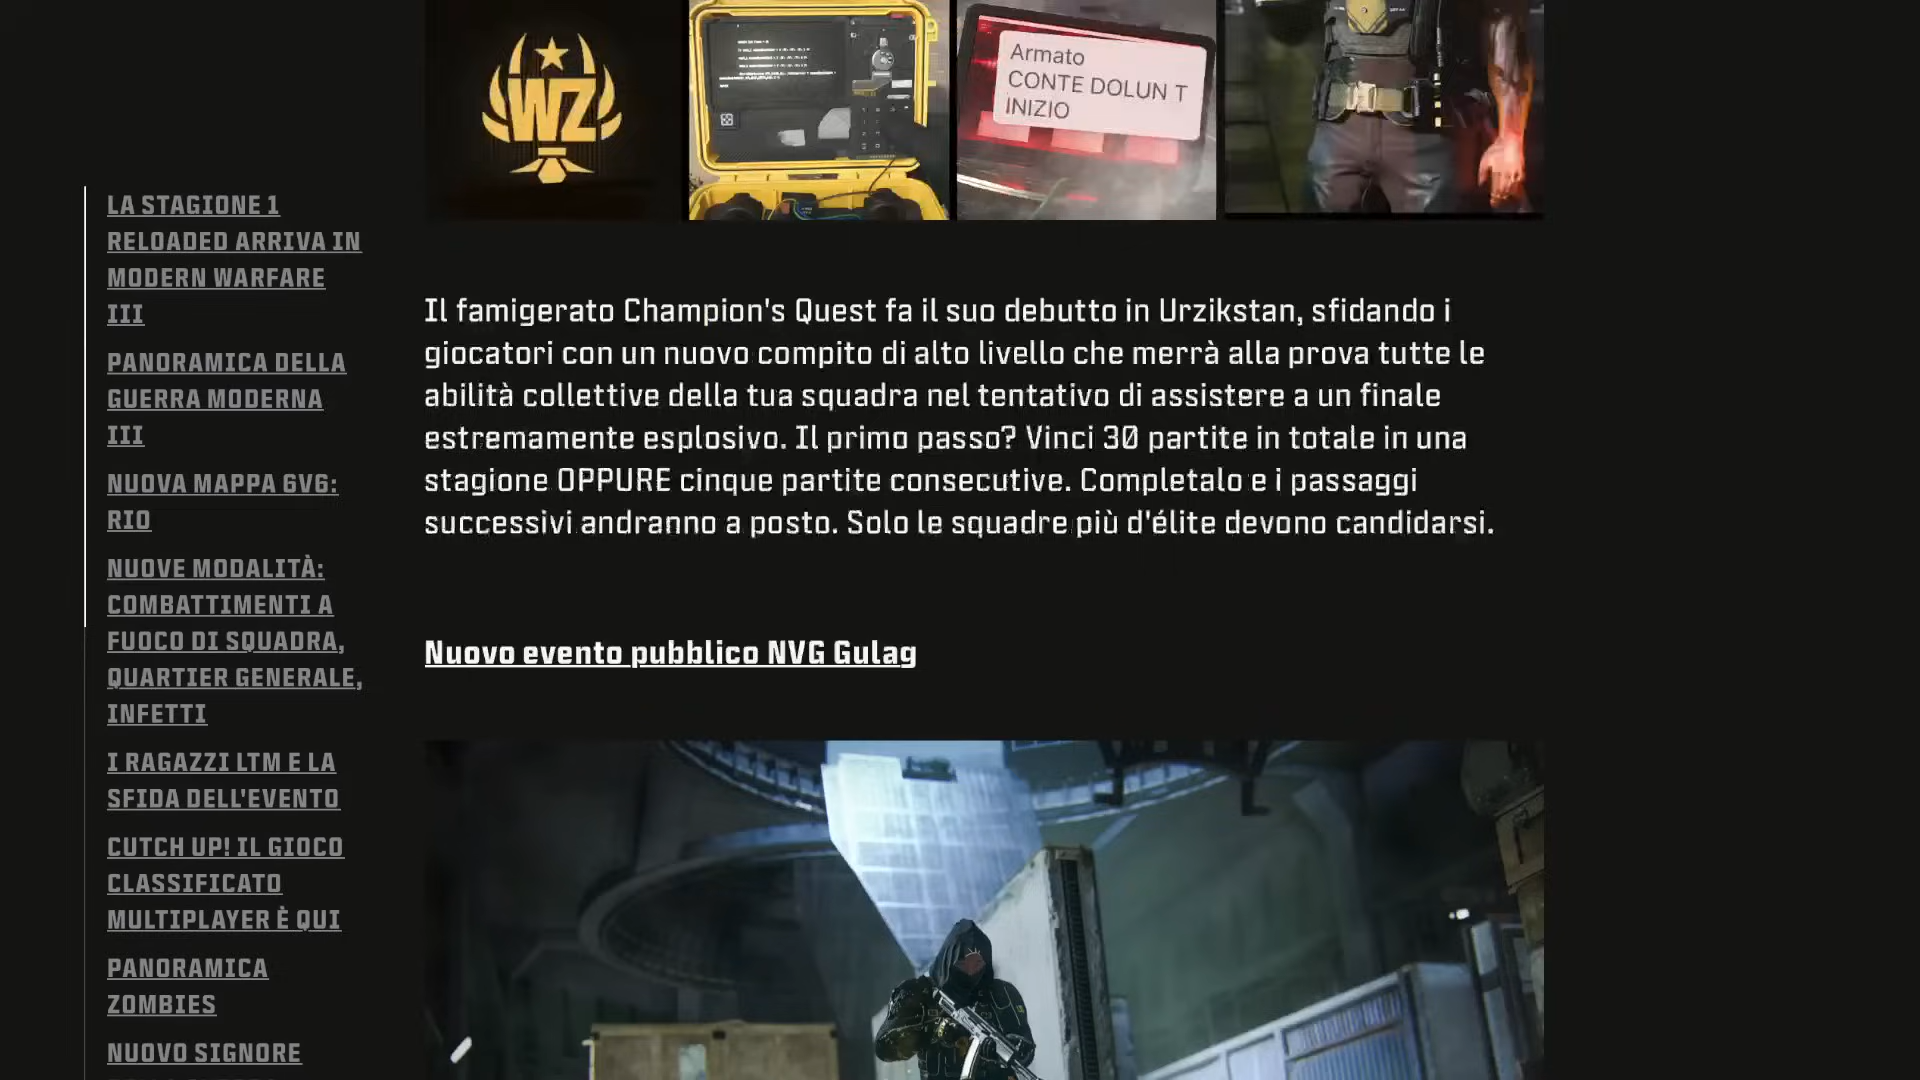 WZ
Armato
CONTE DOLUN T
INIZIO
LA STAGIONE 1
RELOADED ARRIVA IN
MODERN WARFARE
III
PANORAMICA DELLA
GUERRA MODERNA
III
NUOVA MAPPA 6V6:
RIO
NUOVE MODALITÀ:
COMBATTIMENTI A
FUOCO DI SQUADRA,
QUARTIER GENERALE,
INFETTI
I RAGAZZI LTM E LA
SFIDA DELL'EVENTO
CUTCH UP! IL GIOCO
CLASSIFICATO
MULTIPLAYER È QUI
PANORAMICA
ZOMBIES
NUOVO SIGNORE
Il famigerato Champion's Quest fa il suo debutto in Urzikstan, sfidando i
giocatori con un nuovo compito di alto livello che merrà alla prova tutte le
abilità collettive della tua squadra nel tentativo di assistere a un finale
estremamente esplosivo. Il primo passo? Vinci 30 partite in totale in una
stagione OPPURE cinque partite consecutive. Completalo e i passaggi
successivi andranno a posto. Solo le squadre più d'élite devono candidarsi.
Nuovo evento pubblico NVG Gulag